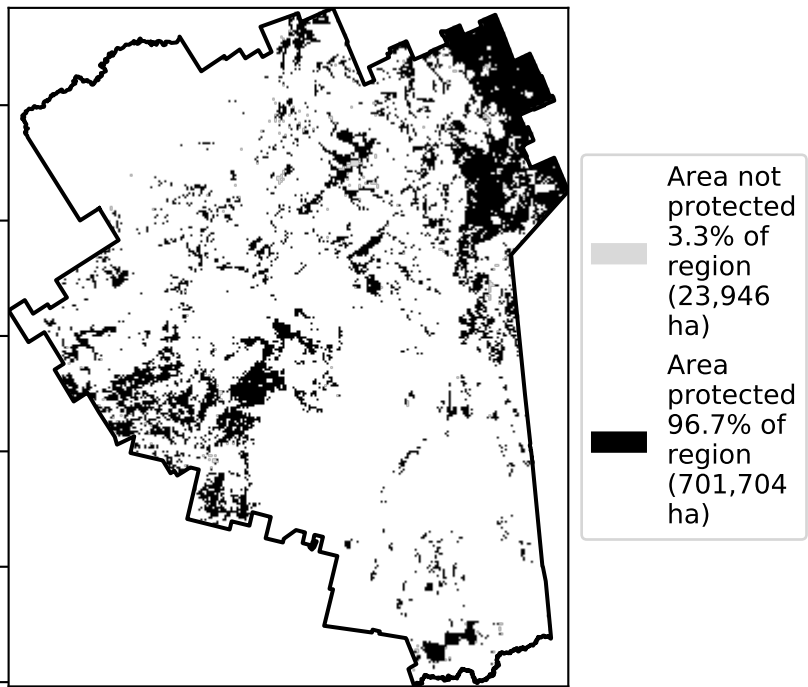 Area not
protected
3.3% of
region
(23,946
ha)
Area
protected
96.7% of
region
(701,704
ha)